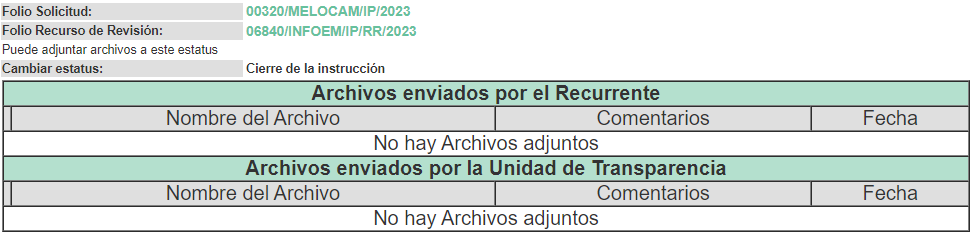 Folio Solicitud: 00320/MELOCAM/IP/2023
Folio Recurso de Revisión: 06840/INFOEM/IP/RR/2023
Puede adjuntar archivos a este estatus
Cambiar estatus: Cierre de la instrucción
Archivos enviados por el Recurrente
Nombre del Archivo Comentarios Fecha
No hay Archivos adjuntos
Archivos enviados por la Unidad de Transparencia
Nombre del Archivo Comentarios Fecha
No hay Archivos adjuntos